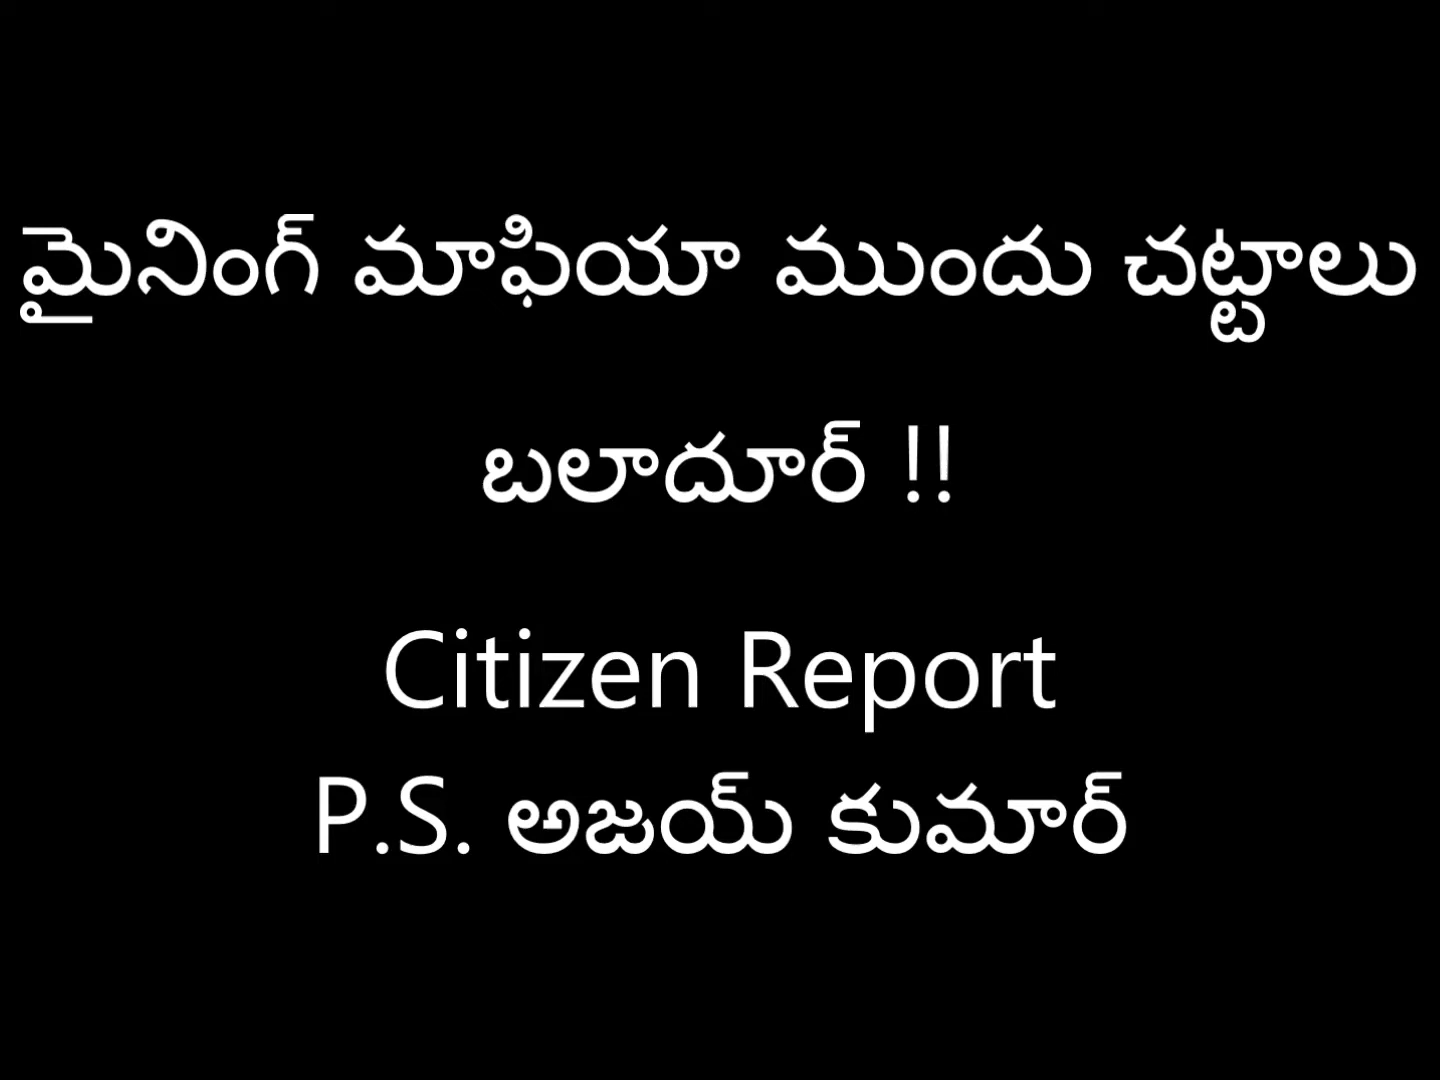 మైనింగ్ మాఫియా ముందు చట్టాలు
బలాదూర్ !!
Citizen Report
P.S. అజయ్ కుమార్